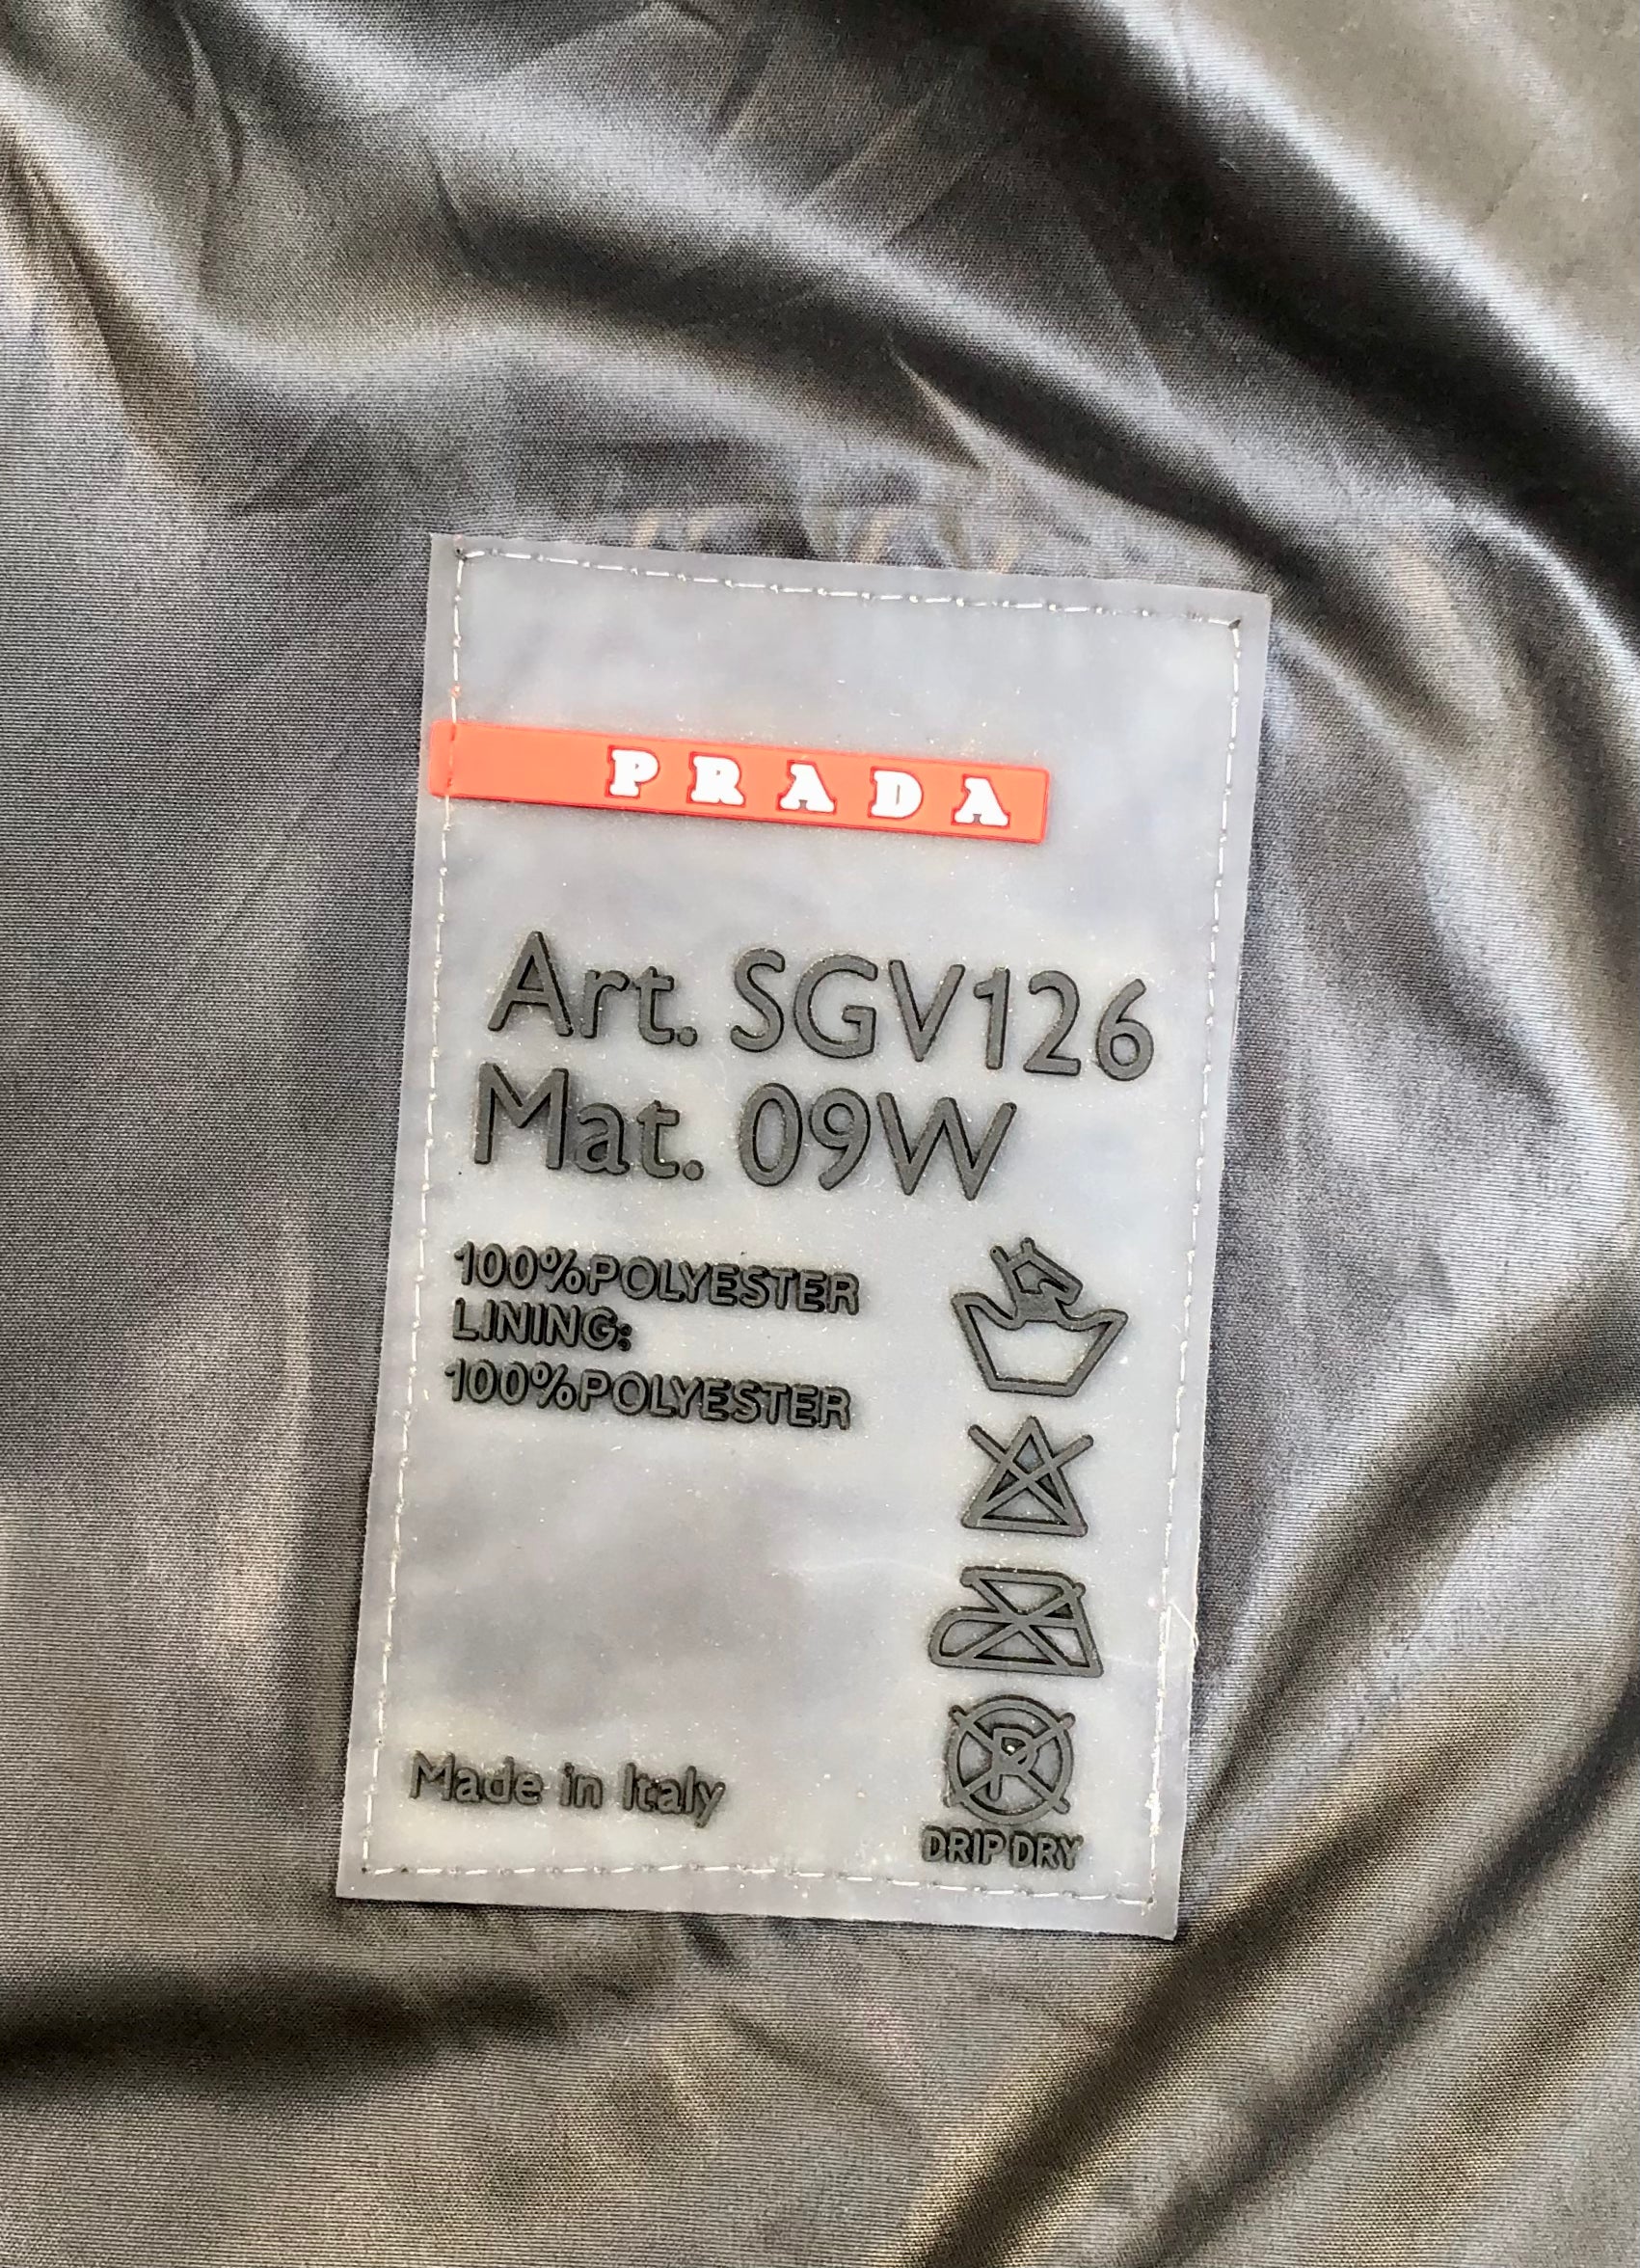 PRADA
Art. SGV126
Mat. 09W
100%POLYESTER
LINING:
100%POLYESTER
P
DRIP DRY
Made in Italy